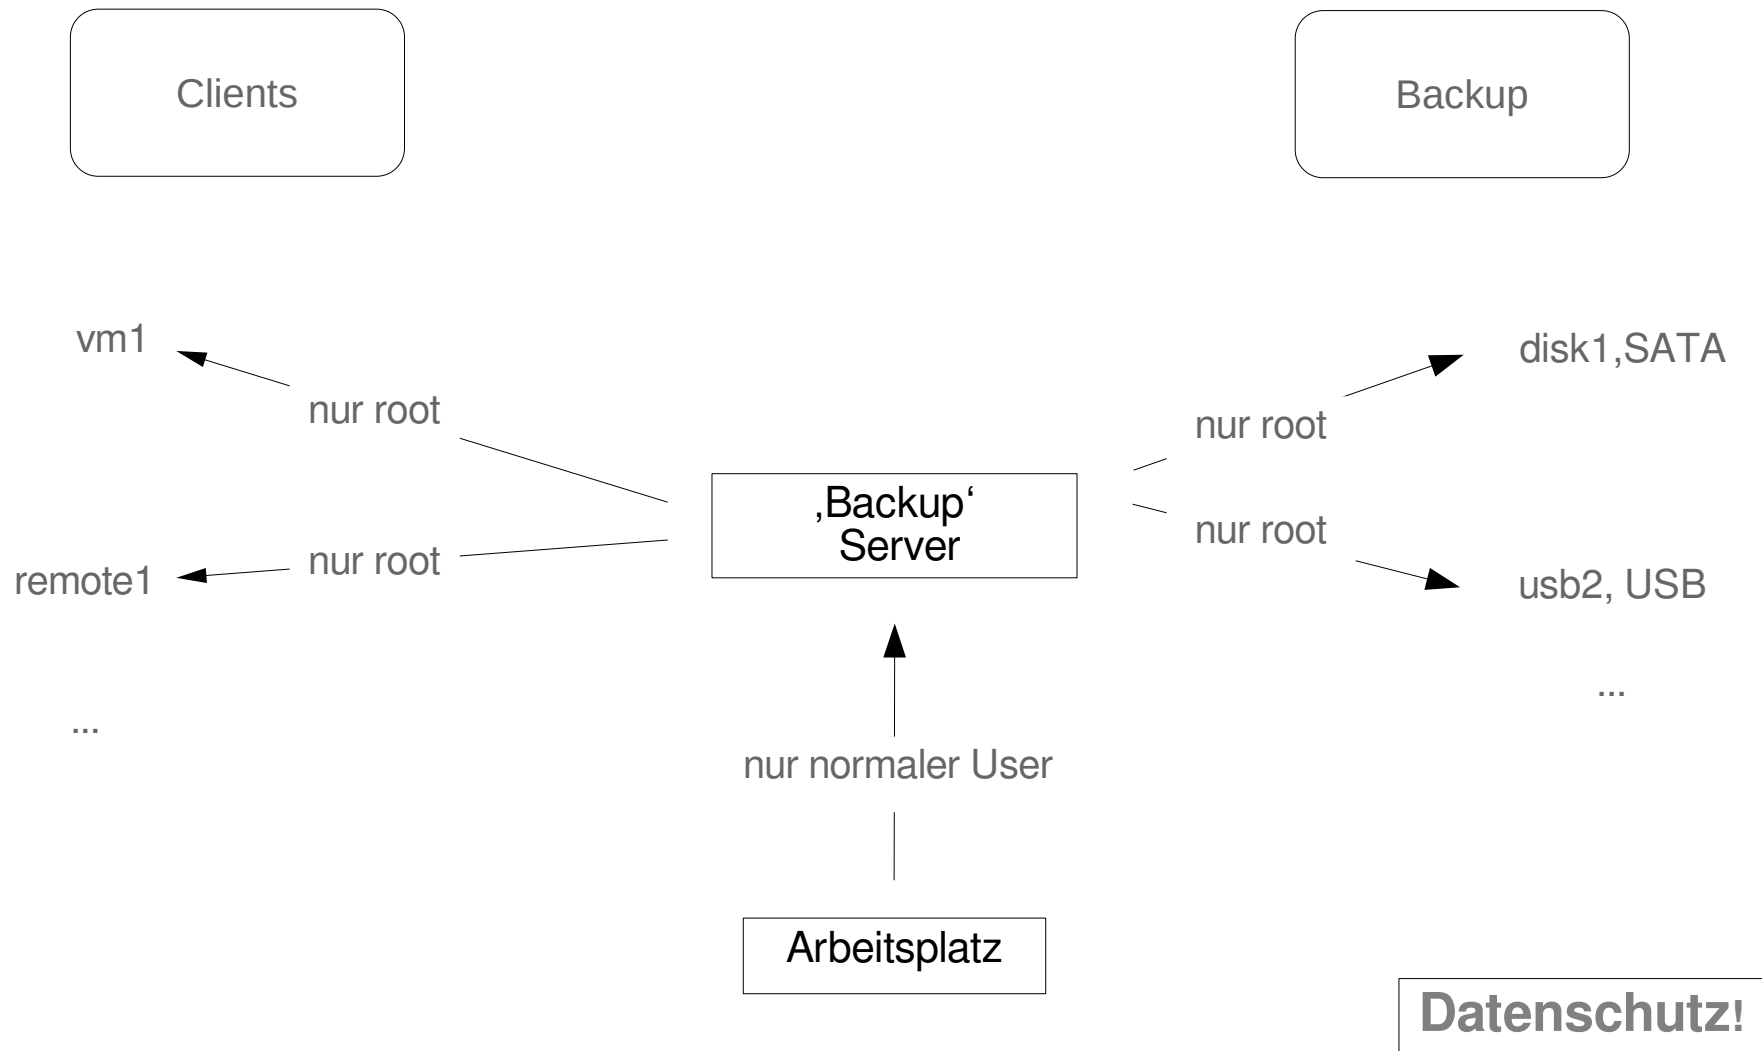 Clients
Backup
vm1
disk1,SATA
nur root
nur root
‚Backup‘
Server
nur root
nur root
remote1
usb2, USB
...
...
nur normaler User
Arbeitsplatz
Datenschutz!